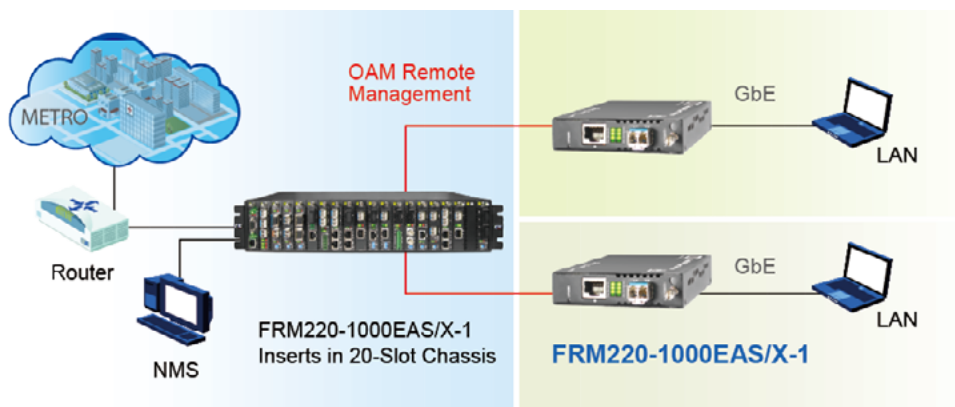 METRO
Router
NMS
OAM Remote
Management
FRM220-1000EAS/X-1
Inserts in 20-Slot Chassis
GbE
LAN
GbE
LAN
FRM220-1000EAS/X-1